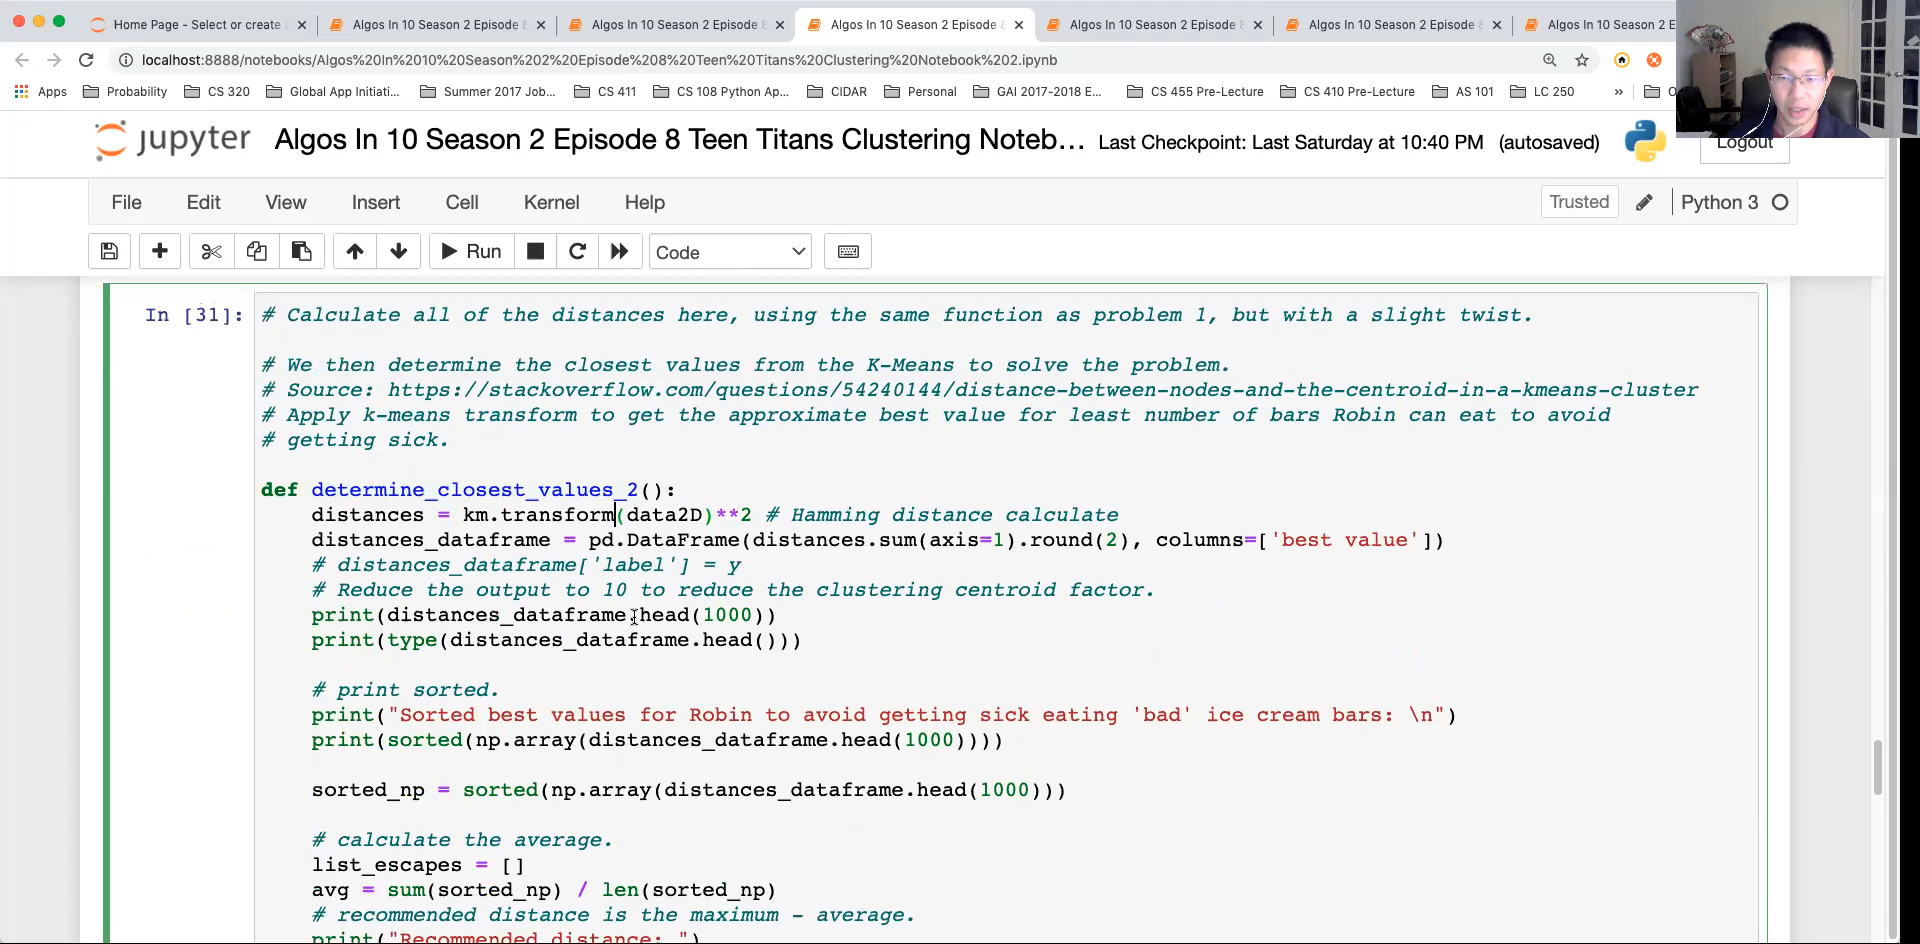 Home Page - Select or create a
Algos In 10 Season 2 Episode 8
Algos In 10 Season 2 Episode 8
Algos In 10 Season 2 Episode 8
Algos In 10 Season 2 Episode 8
Algos In 10 Season 2 Episode 8
Algos In 10 Season 2 E
localhost:8888/notebooks/Algos%20In%2010%20Season%202%20Episode%208%20Teen%20Titans%20Clustering%20Notebook%202.ipynb
Apps Probability CS 320 Global App Initiati... Summer 2017 Job... CS 411 CS 108 Python Ap... CIDAR Personal GAI 2017-2018 E... CS 455 Pre-Lecture CS 410 Pre-Lecture AS 101 LC 250 »
jupyter Algos In 10 Season 2 Episode 8 Teen Titans Clustering Noteb... Last Checkpoint: Last Saturday at 10:40 PM (autosaved) Logout
File Edit View Insert Cell Kernel Help Trusted Python 3
Run Code
In [31]: # Calculate all of the distances here, using the same function as problem 1, but with a slight twist.
# We then determine the closest values from the K-Means to solve the problem.
# Source: https://stackoverflow.com/questions/54240144/distance-between-nodes-and-the-centroid-in-a-kmeans-cluster
# Apply k-means transform to get the approximate best value for least number of bars Robin can eat to avoid
# getting sick.
def determine_closest_values_2():
distances = km.transform(data2D)**2 # Hamming distance calculate
distances_dataframe = pd.DataFrame(distances.sum(axis=1).round(2), columns=['best value'])
# distances_dataframe['label'] = y
# Reduce the output to 10 to reduce the clustering centroid factor.
print(distances_dataframe.head(1000))
print(type(distances_dataframe.head()))
# print sorted.
print("Sorted best values for Robin to avoid getting sick eating 'bad' ice cream bars: \n")
print(sorted(np.array(distances_dataframe.head(1000))))
sorted_np = sorted(np.array(distances_dataframe.head(1000)))
# calculate the average.
list_escapes = []
avg = sum(sorted_np) / len(sorted_np)
# recommended distance is the maximum - average.
print("Recommended distance: ")